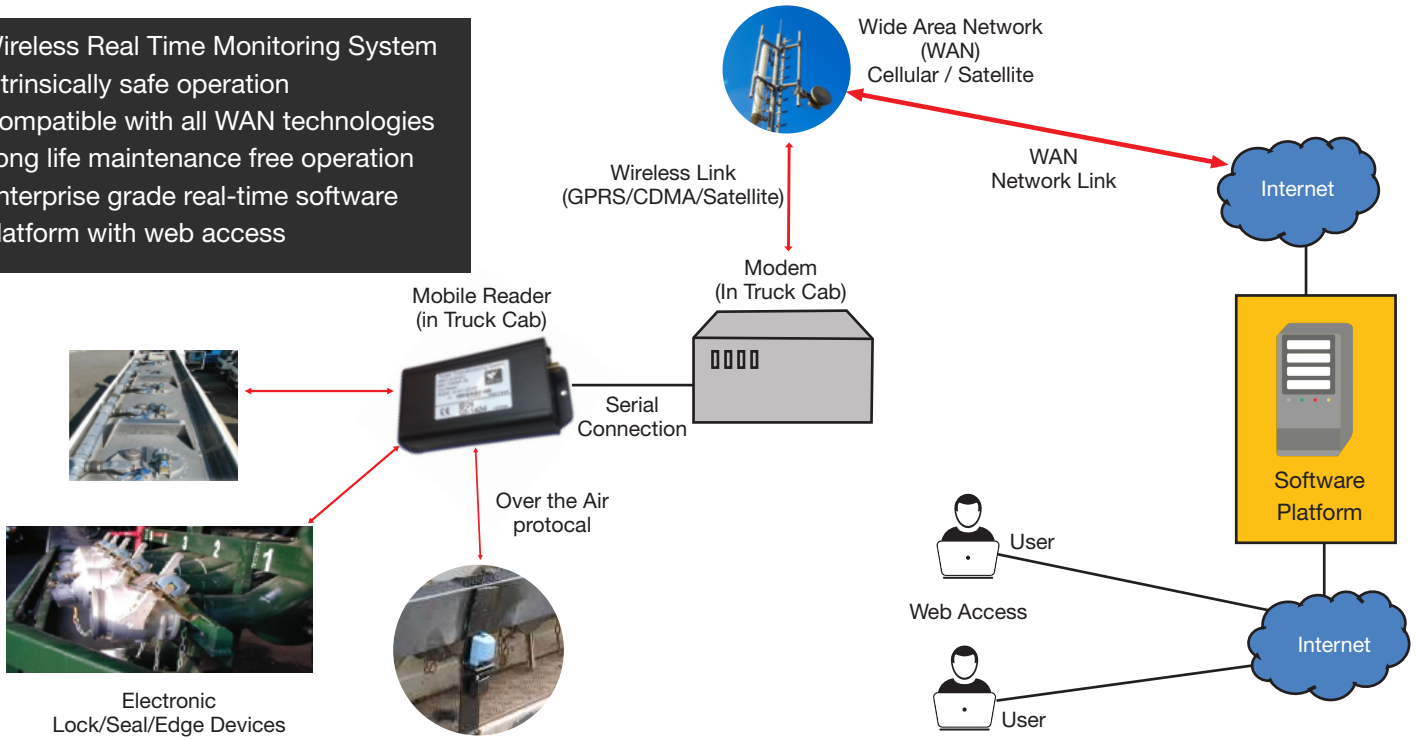 Wireless Real Time Monitoring System
trinsically safe operation
ompatible with all WAN technologies
ong life maintenance free operation
nterprise grade real-time software
latform with web access
Wide Area Network
(WAN)
Cellular / Satellite
WAN
Network Link
Internet
Wireless Link
(GPRS/CDMA/Satellite)
Modem
(In Truck Cab)
Mobile Reader
(in Truck Cab)
Serial
Connection
Over the Air
protocal
Software
Platform
User
Web Access
User
Internet
3
2
1
Electronic
Lock/Seal/Edge Devices